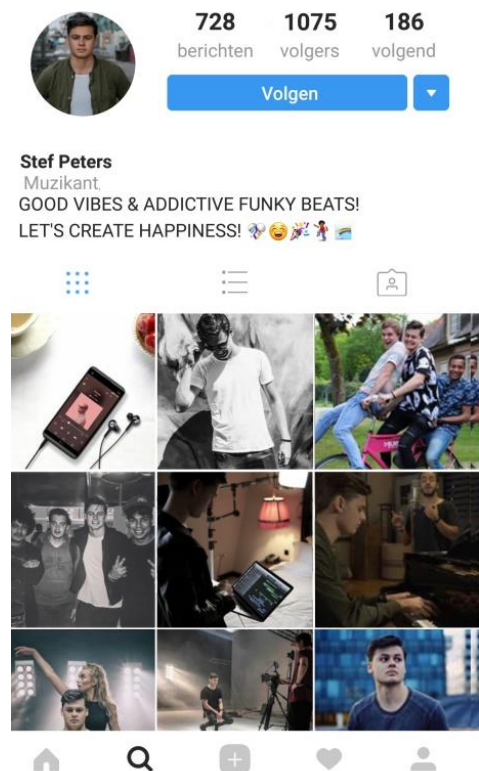 728 1075 186
berichten volgers volgend
Volgen
Stef Peters
Muzikant
GOOD VIBES & ADDICTIVE FUNKY BEATS!
LET'S CREATE HAPPINESS! 🎊😄🎉🕺🌈